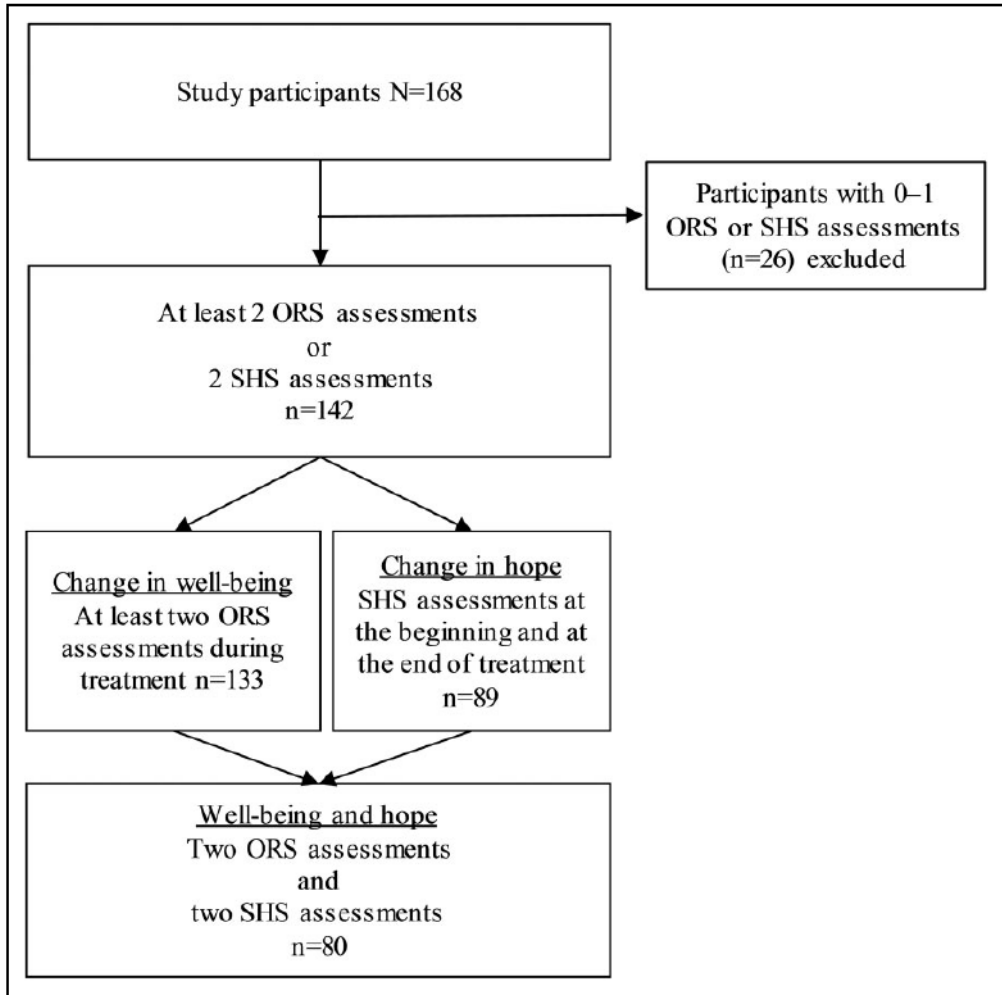 Study participants N=168
Participants with 0–1
ORS or SHS assessments
(n=26) excluded
At least 2 ORS assessments
or
2 SHS assessments
n=142
Change in well-being
At least two ORS
assessments during
treatment n=133
Change in hope
SHS assessments at
the beginning and at
the end of treatment
n=89
Well-being and hope
Two ORS assessments
and
two SHS assessments
n=80